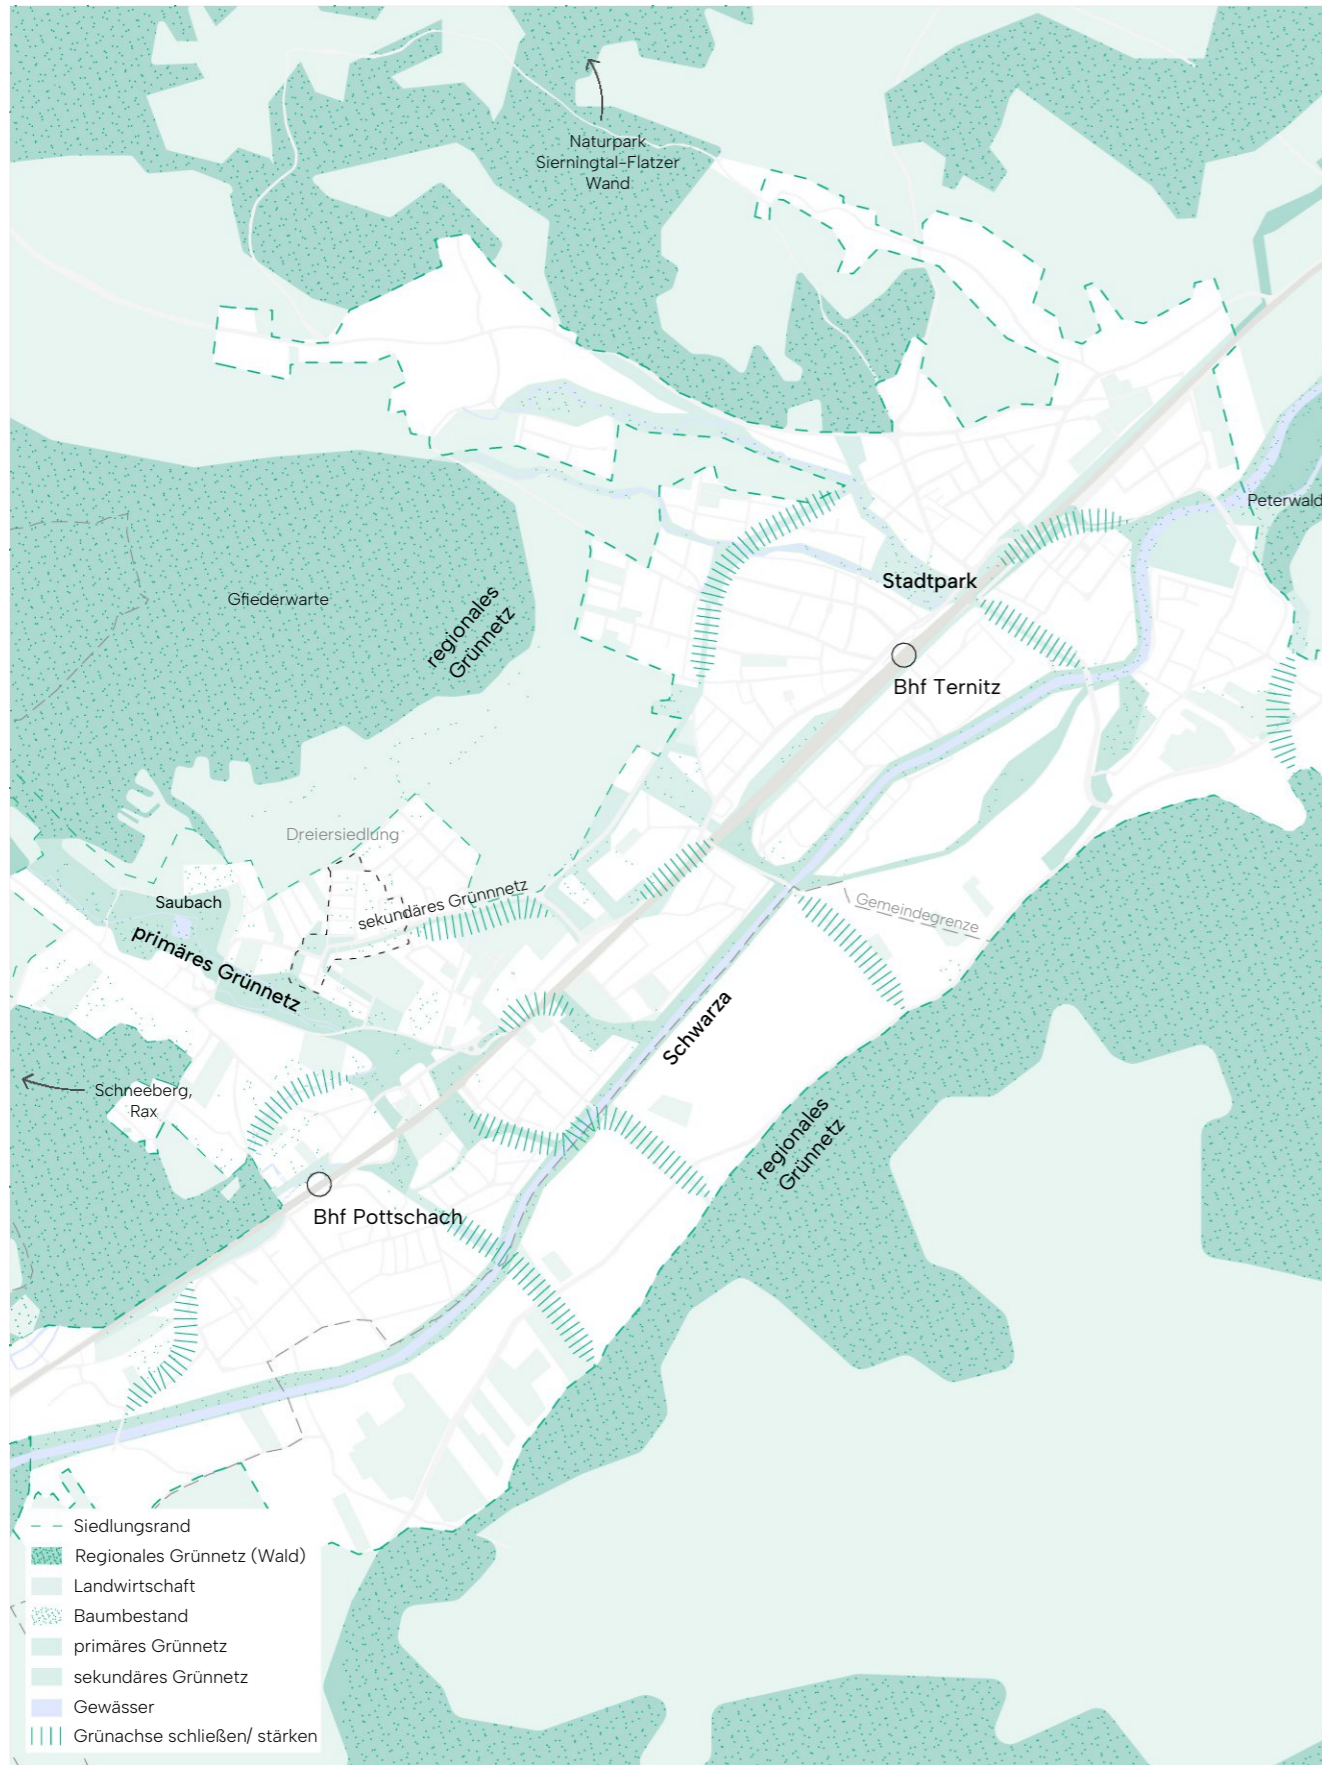 Naturpark
Sierningtal-Flatzer
Wand
Peterwald
Stadtpark
Gfiederwarte
regionales
Grünnetz
Bhf Ternitz
Dreiersiedlung
sekundäres Grünnnetz
Saubach
primäres Grünnetz
Gemeindegrenze
Schwarza
Schneeberg,
Rax
regionales
Grünnetz
Bhf Pottschach
Siedlungsrand
Regionales Grünnetz (Wald)
Landwirtschaft
Baumbestand
primäres Grünnetz
sekundäres Grünnetz
Gewässer
Grünachse schließen/ stärken